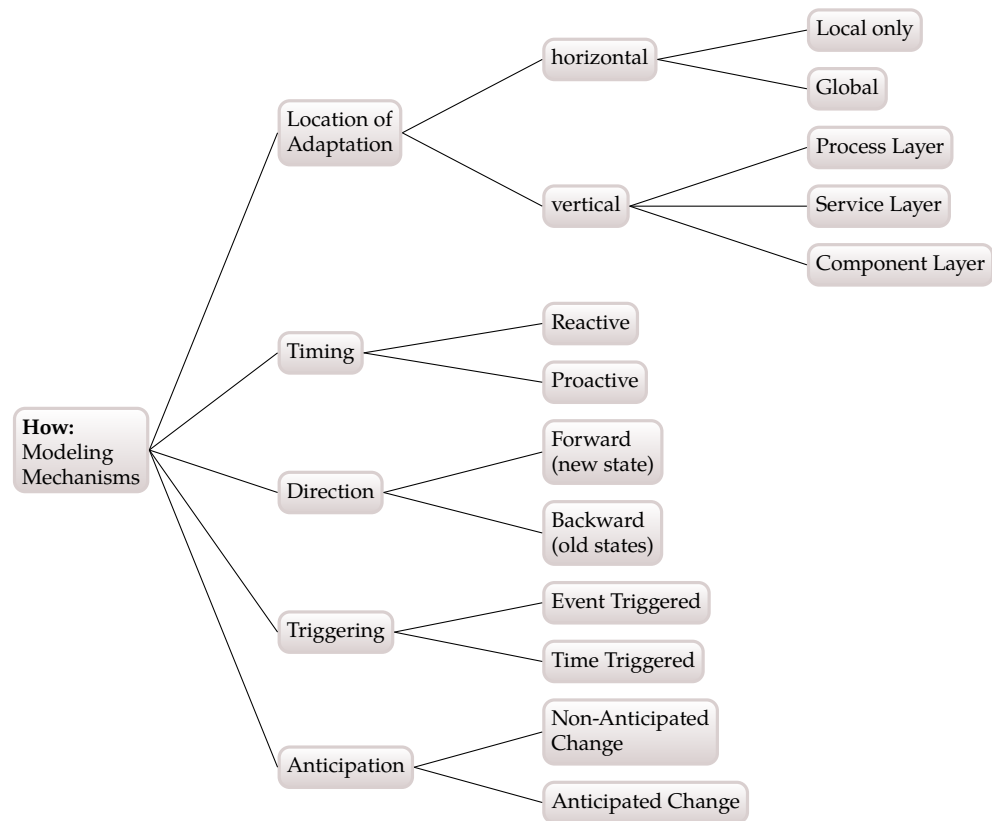 How:
Modeling
Mechanisms
Location of
Adaptation
horizontal
Local only
Global
vertical
Process Layer
Service Layer
Component Layer
Timing
Reactive
Proactive
Direction
Forward
(new state)
Backward
(old states)
Triggering
Event Triggered
Time Triggered
Anticipation
Non-Anticipated
Change
Anticipated Change